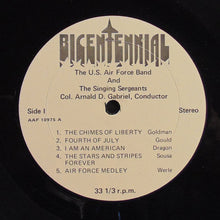 BICENTENNIAL
The U.S. Air Force Band
And
The Singing Sergeants
Col. Arnald D. Gabriel, Conductor
Side I Stereo
AAF 10975 A
1. THE CHIMES OF LIBERTY Goldman
2. FOURTH OF JULY Gould
3. I AM AN AMERICAN Dragon
4. THE STARS AND STRIPES FOREVER Sousa
5. AIR FORCE MEDLEY Werle
33 1/3 r.p.m.